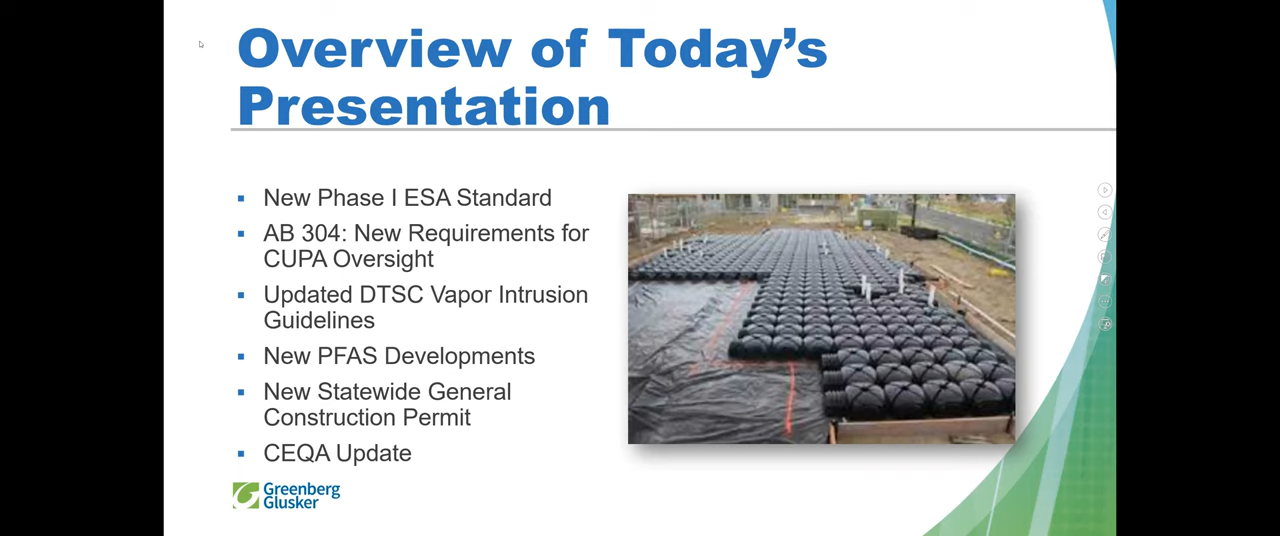 Overview of Today's
Presentation
New Phase I ESA Standard
AB 304: New Requirements for
CUPA Oversight
Updated DTSC Vapor Intrusion
Guidelines
New PFAS Developments
New Statewide General
Construction Permit
CEQA Update
Greenberg
Glusker